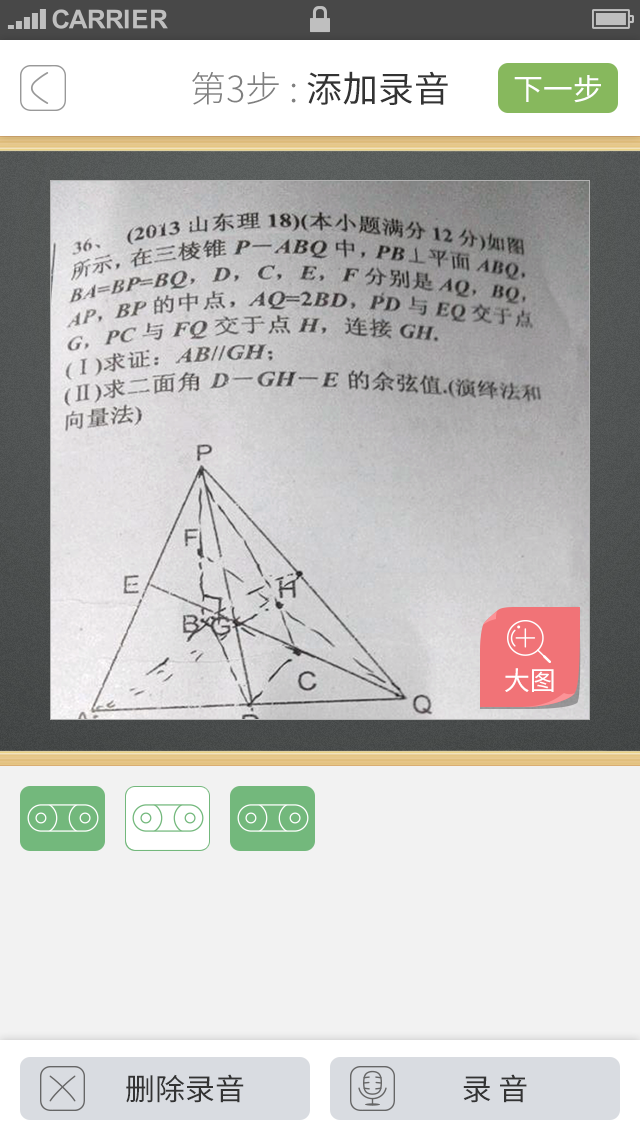 CARRIER
第3步 : 添加录音
下一步
36、 (2013 山东理 18)(本小题满分 12 分)如图
所示，在三棱锥 P－ABQ 中，PB⊥平面 ABQ，
BA=BP=BQ，D，C，E，F 分别是 AQ，BQ，
AP，BP 的中点，AQ=2BD，PD 与 EQ 交于点
G，PC 与 FQ 交于点 H，连接 GH.
(Ⅰ)求证：AB//GH；
(Ⅱ)求二面角 D－GH－E 的余弦值.(演绎法和
向量法)
P
F
E
H
B
G
C
Q
A
D
大图
删除录音
录 音